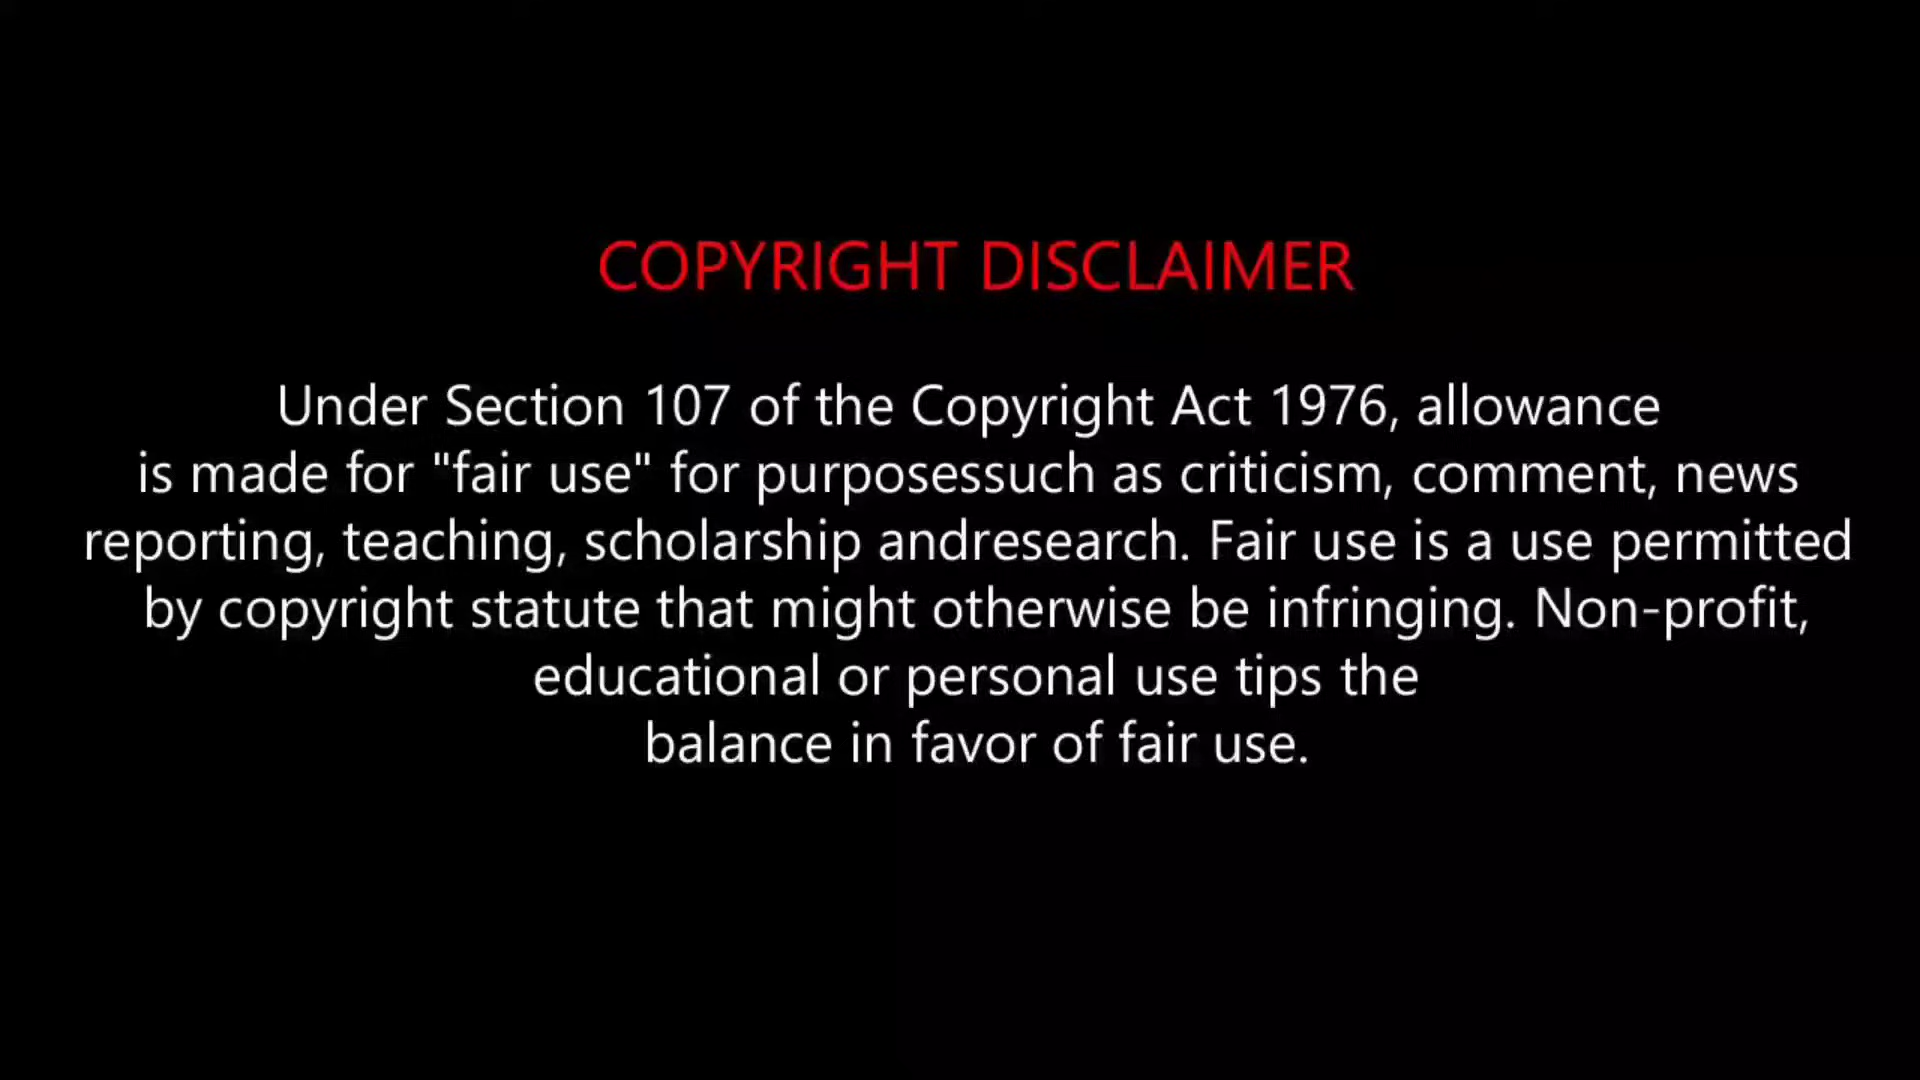 COPYRIGHT DISCLAIMER
Under Section 107 of the Copyright Act 1976, allowance
is made for "fair use" for purposessuch as criticism, comment, news
reporting, teaching, scholarship andresearch. Fair use is a use permitted
by copyright statute that might otherwise be infringing. Non-profit,
educational or personal use tips the
balance in favor of fair use.